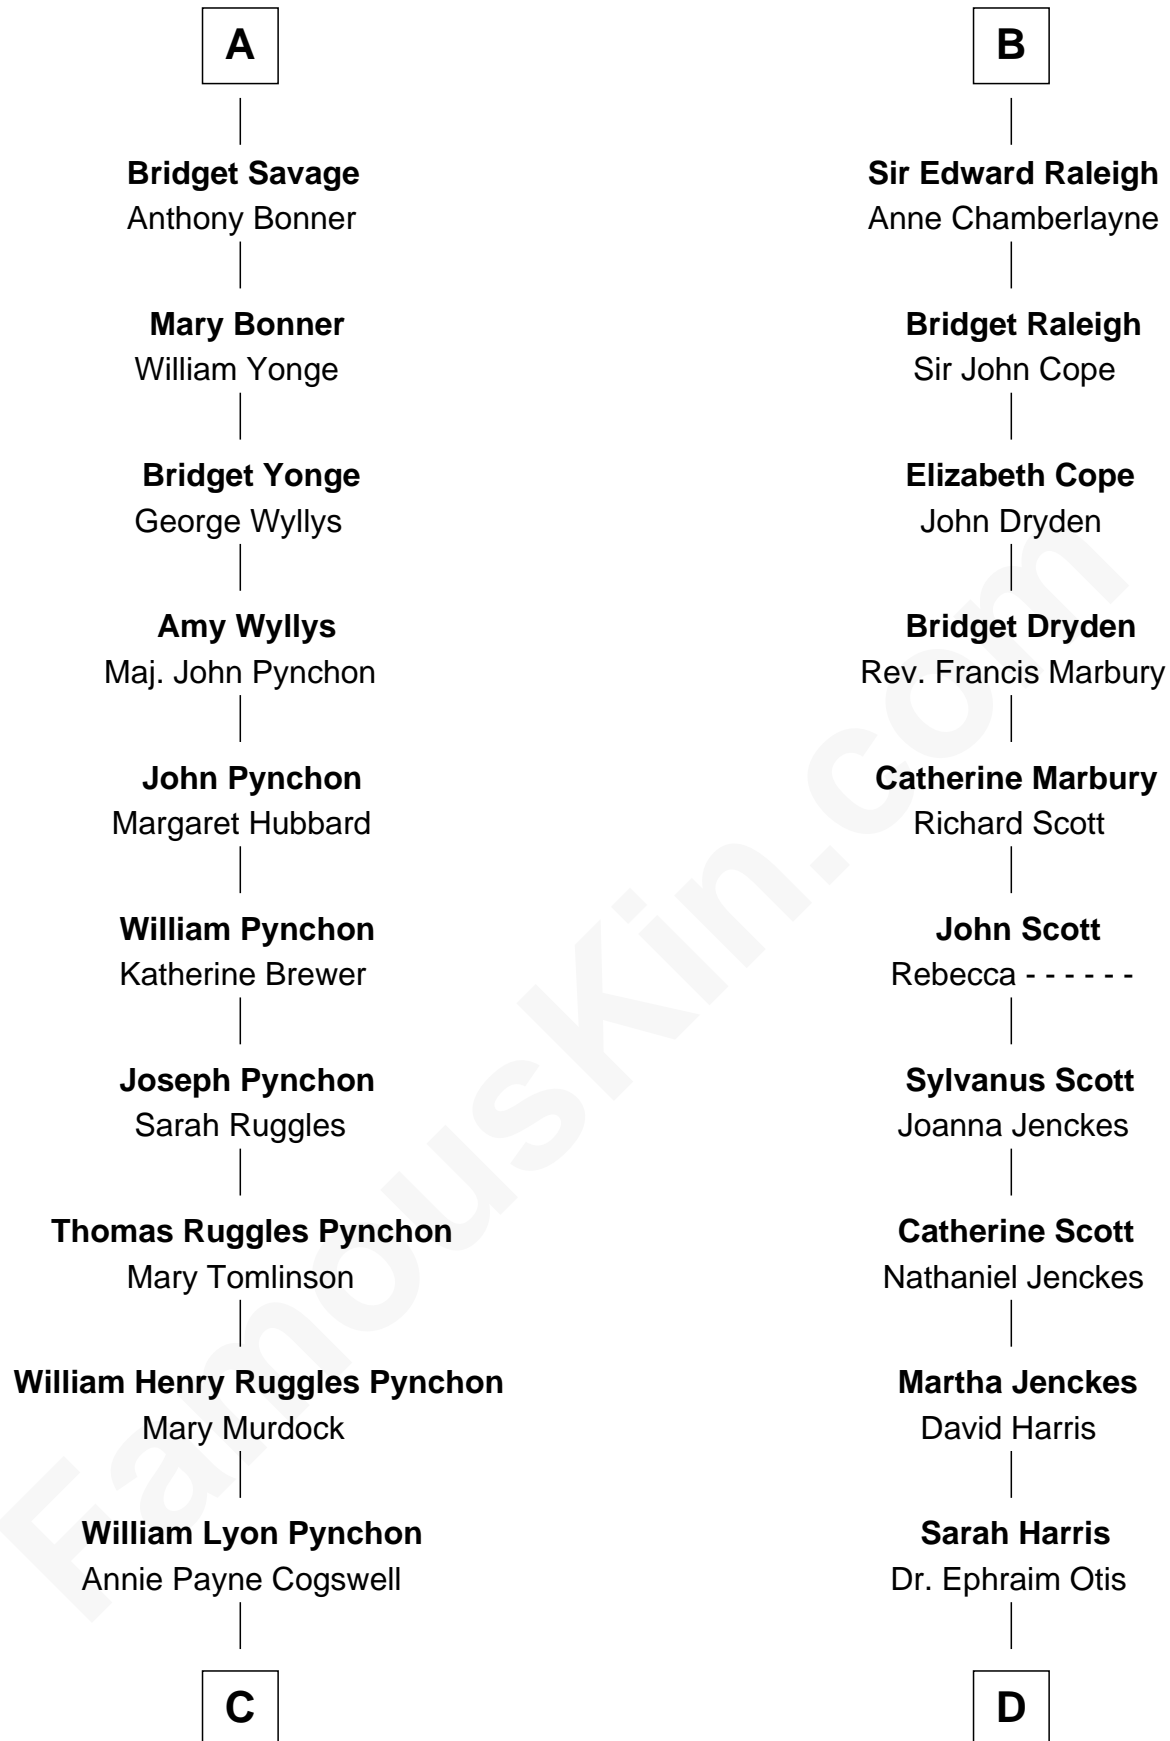 A
Bridget Savage
Anthony Bonner
Mary Bonner
William Yonge
Bridget Yonge
George Wyllys
Amy Wyllys
Maj. John Pynchon
John Pynchon
Margaret Hubbard
William Pynchon
Katherine Brewer
Joseph Pynchon
Sarah Ruggles
Thomas Ruggles Pynchon
Mary Tomlinson
William Henry Ruggles Pynchon
Mary Murdock
William Lyon Pynchon
Annie Payne Cogswell
C
B
Sir Edward Raleigh
Anne Chamberlayne
Bridget Raleigh
Sir John Cope
Elizabeth Cope
John Dryden
Bridget Dryden
Rev. Francis Marbury
Catherine Marbury
Richard Scott
John Scott
Rebecca - - - - - -
Sylvanus Scott
Joanna Jenckes
Catherine Scott
Nathaniel Jenckes
Martha Jenckes
David Harris
Sarah Harris
Dr. Ephraim Otis
D
FamousKin.com